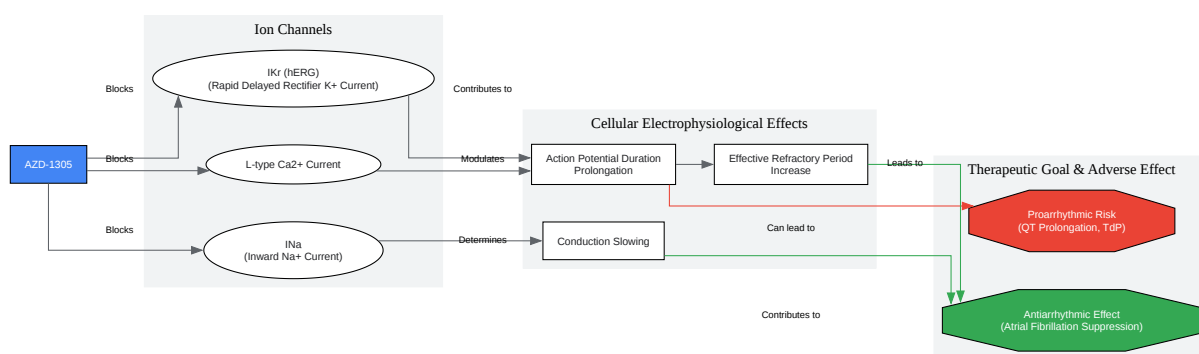 Ion Channels
IKr (hERG)
(Rapid Delayed Rectifier K+ Current)
Blocks
Contributes to
Cellular Electrophysiological Effects
AZD-1305
Blocks
L-type Ca2+ Current
Modulates
Action Potential Duration
Prolongation
Effective Refractory Period
Increase
Leads to
Therapeutic Goal & Adverse Effect
Proarrhythmic Risk
(QT Prolongation, TdP)
Blocks
INa
(Inward Na+ Current)
Determines
Conduction Slowing
Can lead to
Contributes to
Antiarrhythmic Effect
(Atrial Fibrillation Suppression)